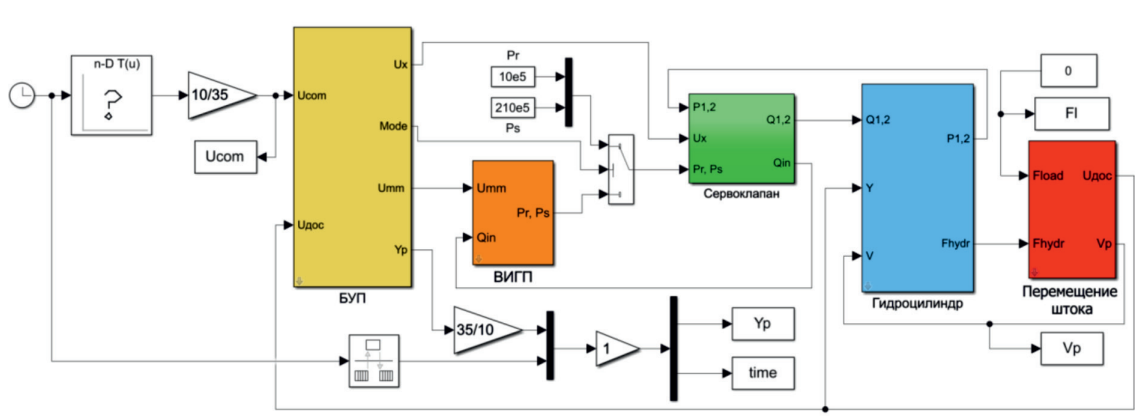 n-D T(u)
?
10/35
Ucom
Ucom
Uдос
Ux
Mode
Umm
Yp
БУП
Pr
10e5
210e5
Ps
Umm
Qin
Pr, Ps
ВИГП
P1,2
Ux
Pr, Ps
Q1,2
Qin
Сервоклапан
Q1,2
Y
V
P1,2
Fhydr
Гидроцилиндр
0
Fl
Fload
Fhydr
Uдос
Vp
Перемещение
штока
35/10
1
Yp
time
Vp